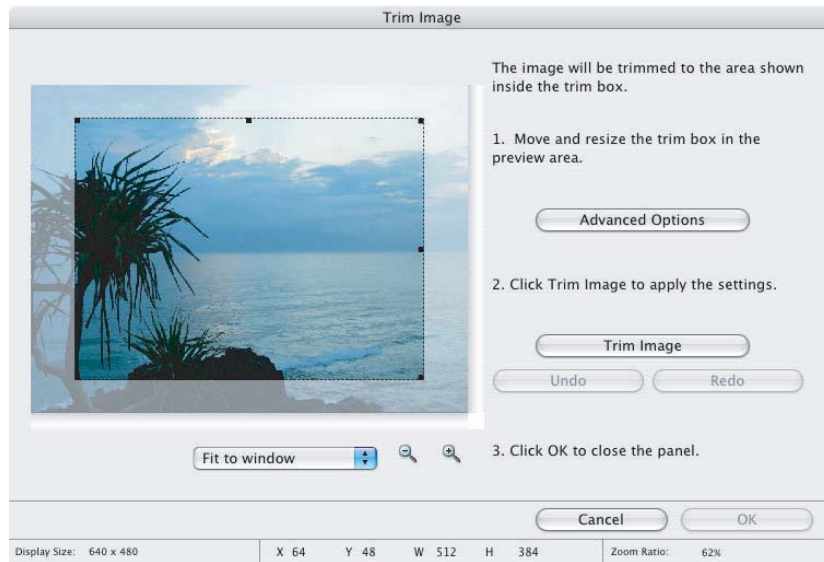 Trim Image
The image will be trimmed to the area shown
inside the trim box.
1. Move and resize the trim box in the
preview area.
Advanced Options
2. Click Trim Image to apply the settings.
Trim Image
Undo Redo
Fit to window
3. Click OK to close the panel.
Cancel OK
Display Size: 640 x 480 X 64 Y 48 W 512 H 384 Zoom Ratio: 62%